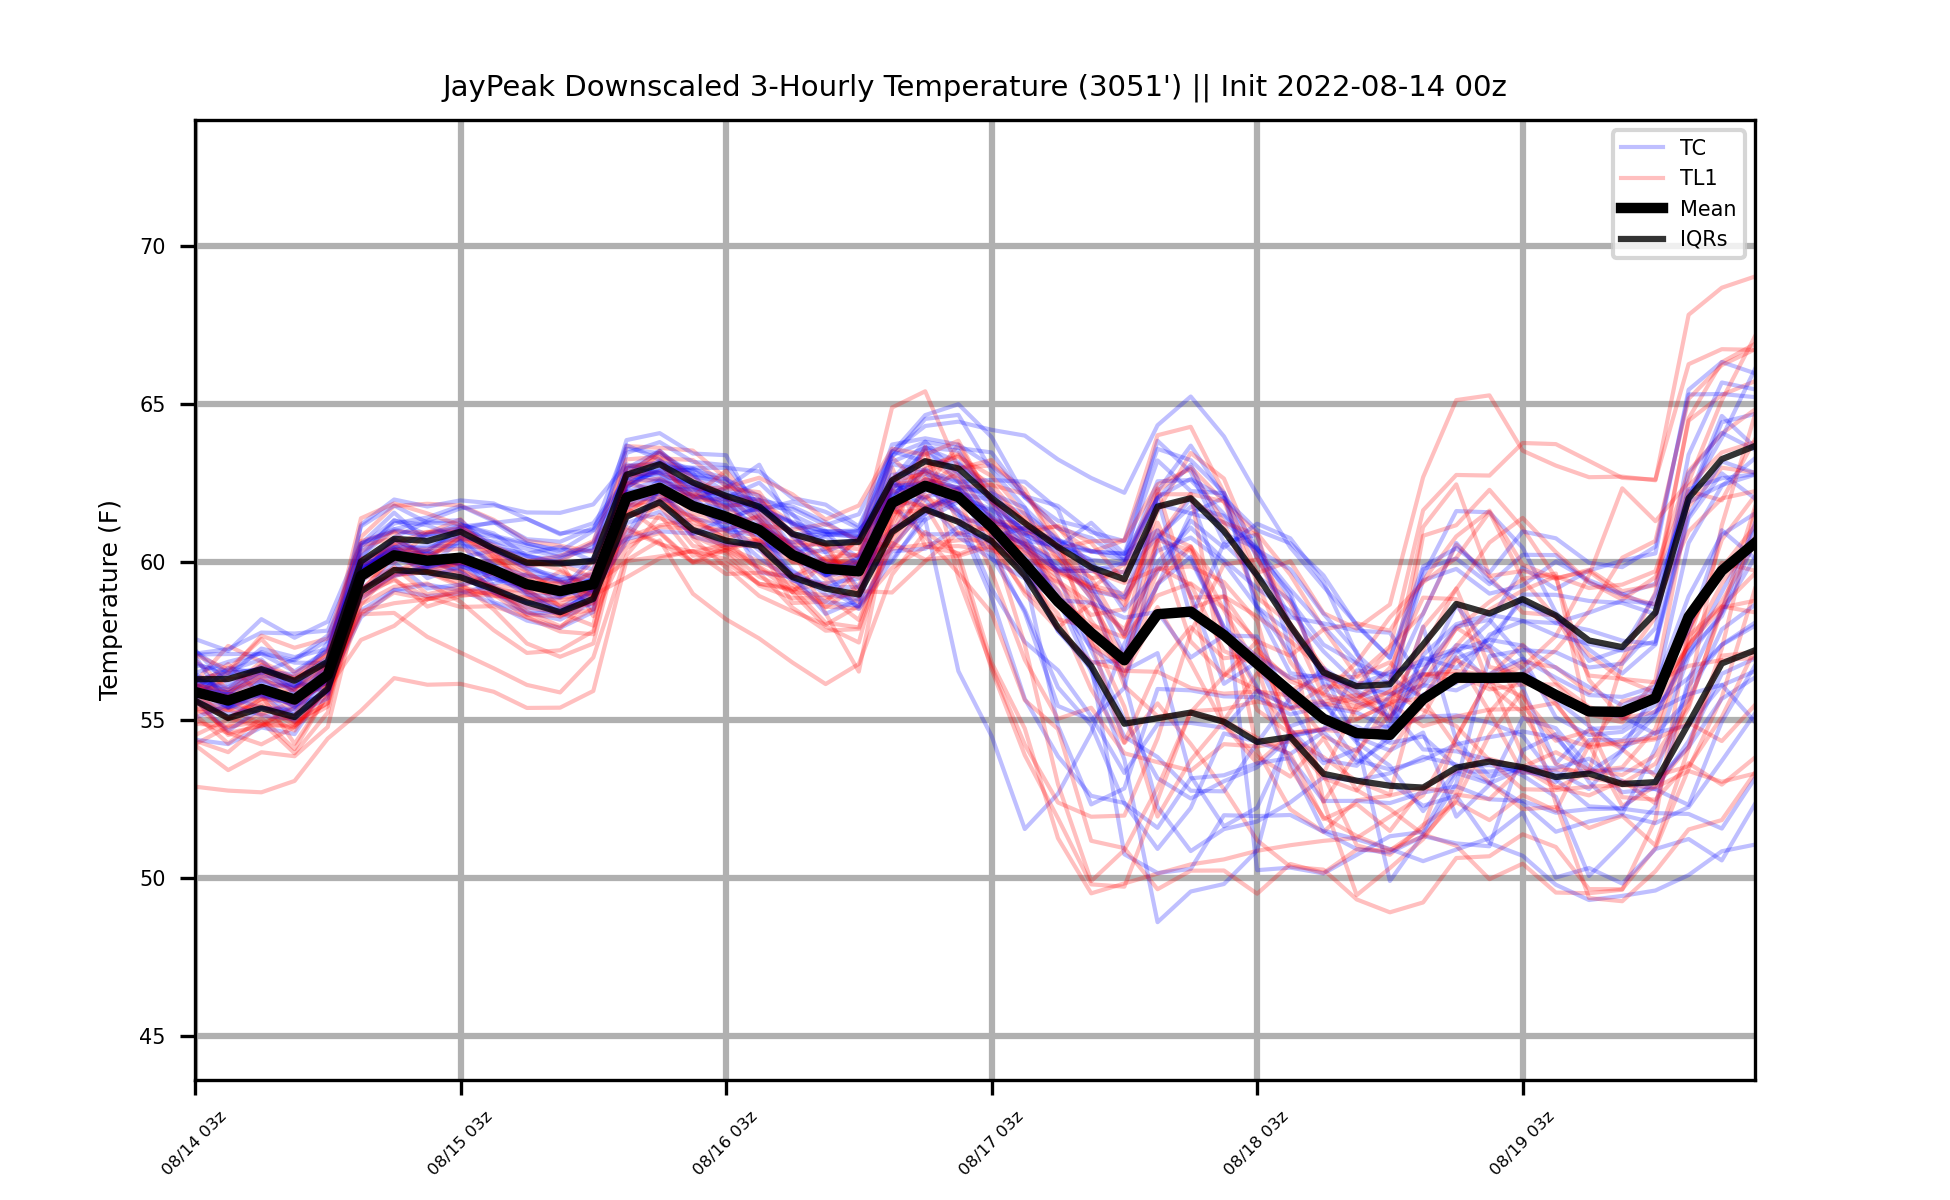 JayPeak Downscaled 3-Hourly Temperature (3051') || Init 2022-08-14 00z
TC
TL1
Mean
IQRs
Temperature (F)
70
65
60
55
50
45
08/14 03z
08/15 03z
08/16 03z
08/17 03z
08/18 03z
08/19 03z